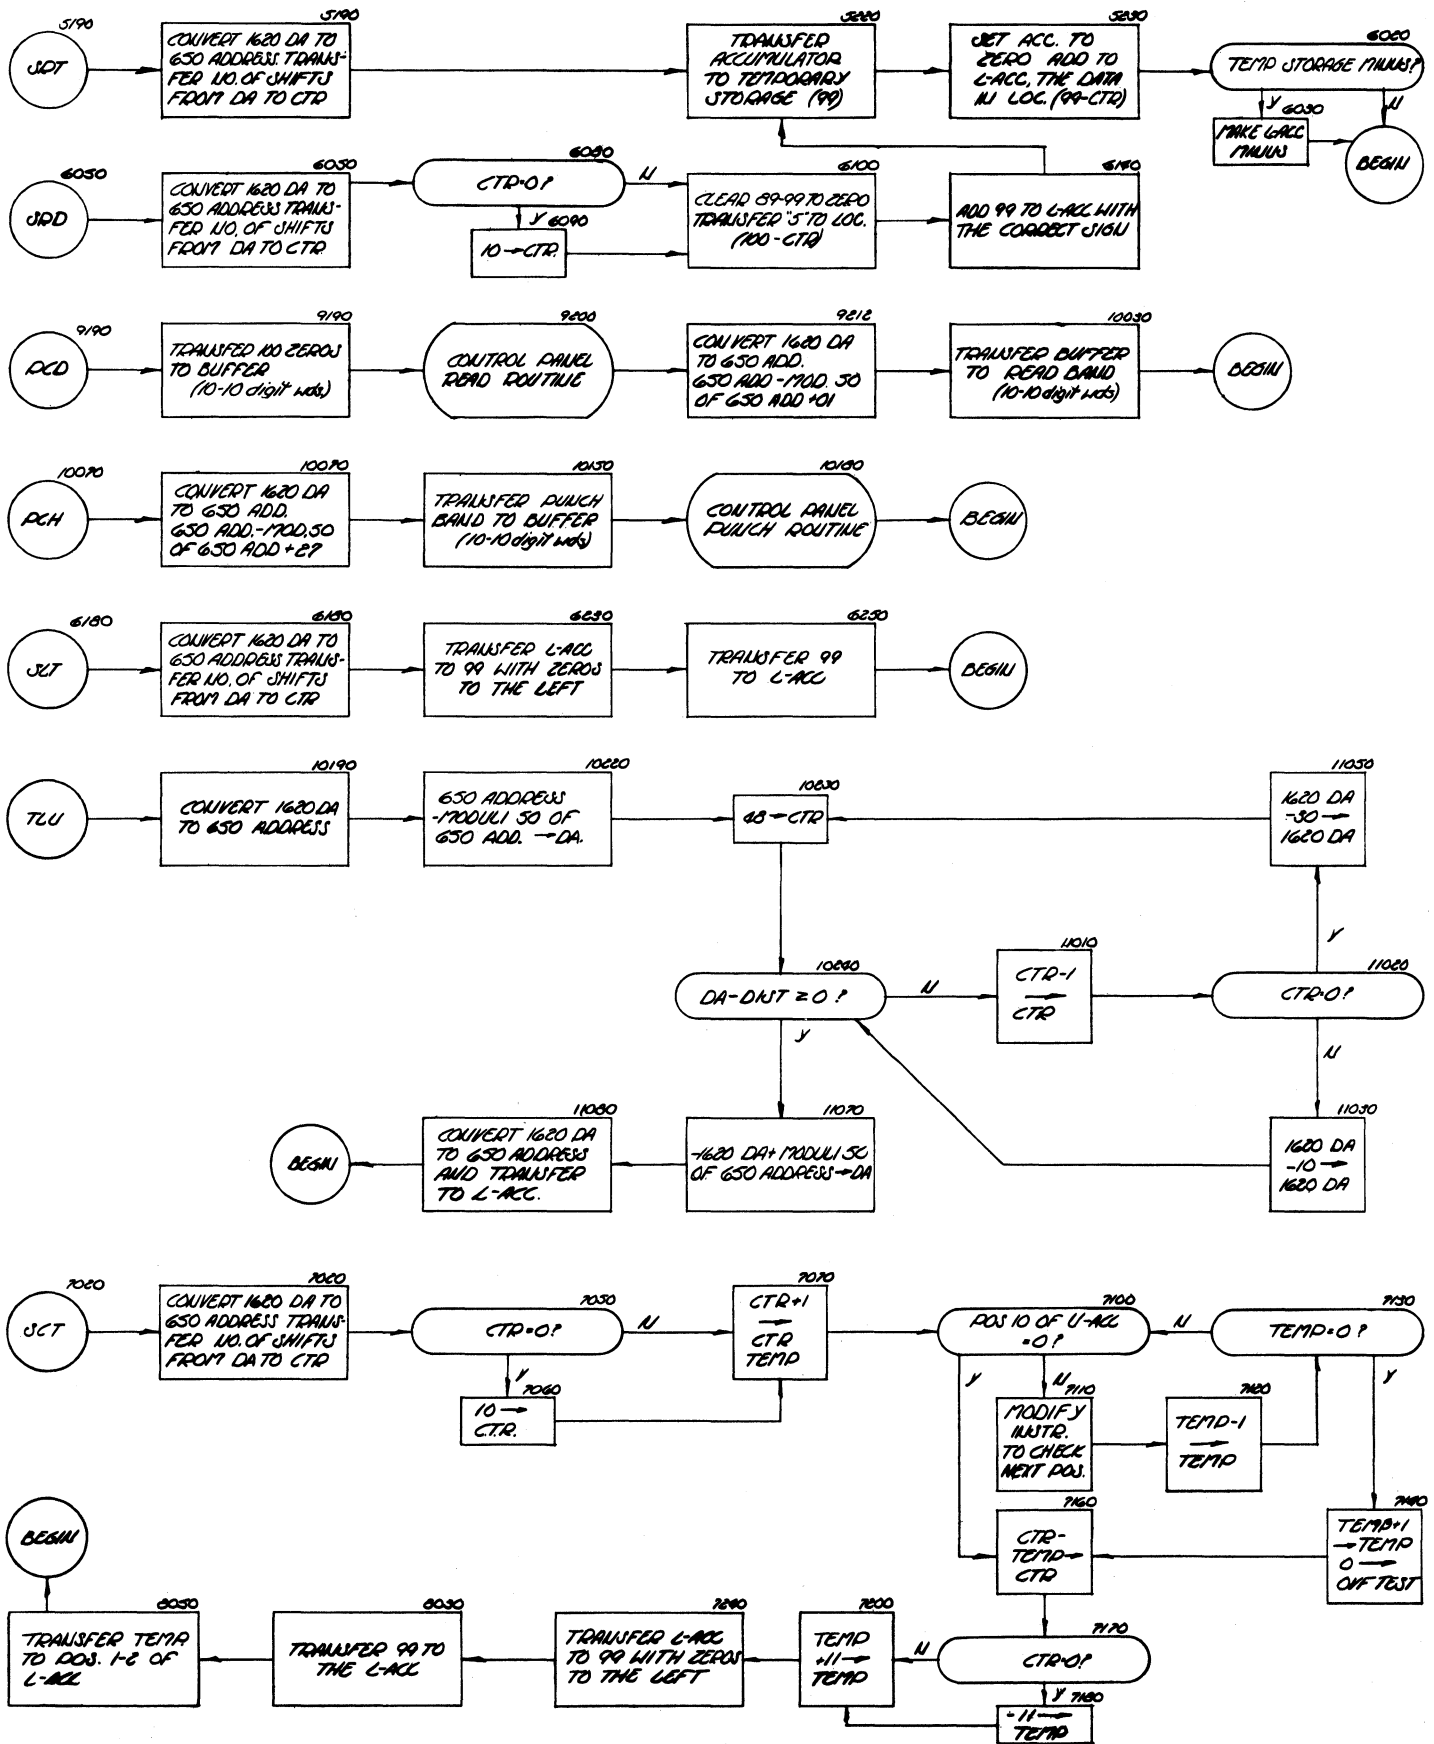 5190
SRT
5190
CONVERT 1620 DA TO
650 ADDRESS. TRANS-
FER NO. OF SHIFTS
FROM DA TO CTR
5220
TRANSFER
ACCUMULATOR
TO TEMPORARY
STORAGE (99)
5230
SET ACC. TO
ZERO ADD TO
L-ACC, THE DATA
IN LOC. (99-CTR)
6020
TEMP STORAGE MINUS?
Y
6030
N
MAKE L-ACC
MINUS
BEGIN
6050
SRD
6050
CONVERT 1620 DA TO
650 ADDRESS TRANS-
FER NO. OF SHIFTS
FROM DA TO CTR
6080
CTR=0?
N
Y
6090
10→CTR.
6100
CLEAR 89-99 TO ZERO
TRANSFER "5" TO LOC.
(100-CTR)
6140
ADD 99 TO L-ACC WITH
THE CORRECT SIGN
9190
RCD
9190
TRANSFER 100 ZEROS
TO BUFFER
(10-10 digit wds.)
9200
CONTROL PANEL
READ ROUTINE
9212
CONVERT 1620 DA
TO 650 ADD.
650 ADD-MOD. 50
OF 650 ADD +01
10030
TRANSFER BUFFER
TO READ BAND
(10-10 digit wds)
BEGIN
10070
PCH
10070
CONVERT 1620 DA
TO 650 ADD.
650 ADD.-MOD.50
OF 650 ADD +27
10150
TRANSFER PUNCH
BAND TO BUFFER
(10-10 digit wds)
10180
CONTROL PANEL
PUNCH ROUTINE
BEGIN
6180
SLT
6180
CONVERT 1620 DA TO
650 ADDRESS TRANS-
FER NO. OF SHIFTS
FROM DA TO CTR
6230
TRANSFER L-ACC
TO 99 WITH ZEROS
TO THE LEFT
6250
TRANSFER 99
TO L-ACC
BEGIN
TLU
10190
CONVERT 1620 DA
TO 650 ADDRESS
10220
650 ADDRESS
-MODULI 50 OF
650 ADD. →DA.
10230
48→CTR
11050
1620 DA
-30→
1620 DA
Y
10240
DA-DIST ≥ 0 ?
N
11010
CTR-1
→
CTR
11020
CTR=0?
Y
N
11080
CONVERT 1620 DA
TO 650 ADDRESS
AND TRANSFER
TO L-ACC.
BEGIN
11070
-1620 DA+MODULI 50
OF 650 ADDRESS→DA
11030
1620 DA
-10→
1620 DA
7020
SCT
7020
CONVERT 1620 DA TO
650 ADDRESS TRANS-
FER NO. OF SHIFTS
FROM DA TO CTR
7050
CTR=0?
N
Y
7060
10→
C.T.R.
7070
CTR+1
→
CTR
TEMP
7100
POS 10 OF U-ACC
=0?
N
7130
TEMP=0?
Y
N
Y
7110
MODIFY
INSTR.
TO CHECK
NEXT POS.
7120
TEMP-1
→
TEMP
7160
CTR-
TEMP→
CTR
7140
TEMP+1
→TEMP
0→
OVF TEST
BEGIN
8050
TRANSFER TEMP
TO POS. 1-2 OF
L-ACC
8030
TRANSFER 99 TO
THE L-ACC
7240
TRANSFER L-ACC
TO 99 WITH ZEROS
TO THE LEFT
7200
TEMP
+11→
TEMP
N
7170
CTR=0?
Y
7180
-11→
TEMP